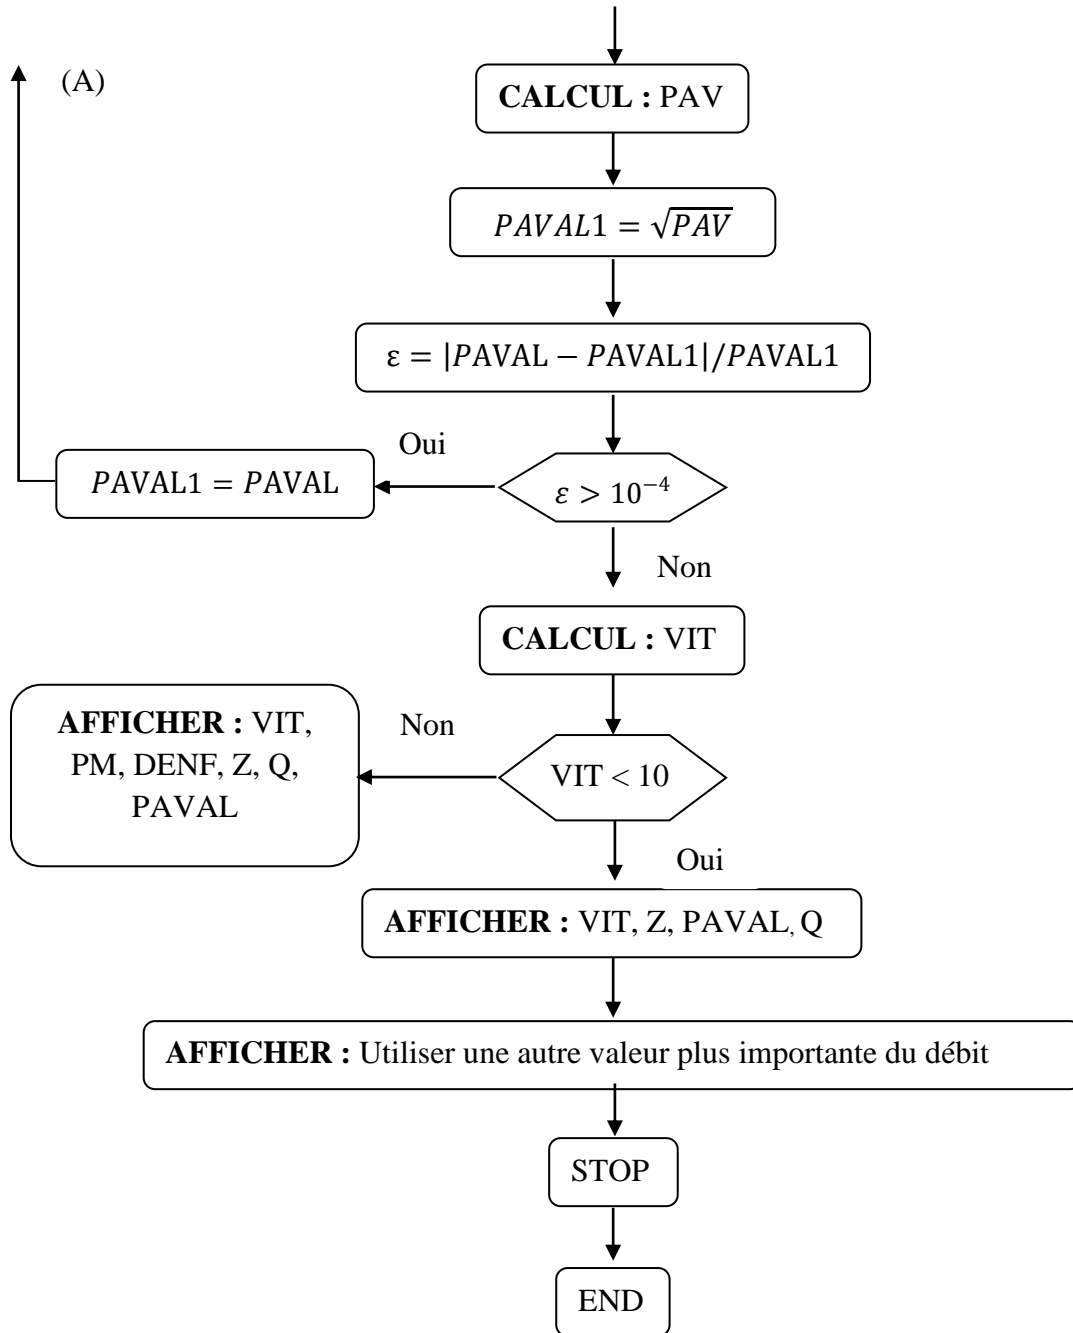 (A)
CALCUL : PAV
PAVAL1 = √PAV
ε = |PAVAL − PAVAL1|/PAVAL1
Oui
PAVAL1 = PAVAL
ε > 10⁻⁴
Non
CALCUL : VIT
AFFICHER : VIT,
PM, DENF, Z, Q,
PAVAL
Non
VIT < 10
Oui
AFFICHER : VIT, Z, PAVAL, Q
AFFICHER : Utiliser une autre valeur plus importante du débit
STOP
END